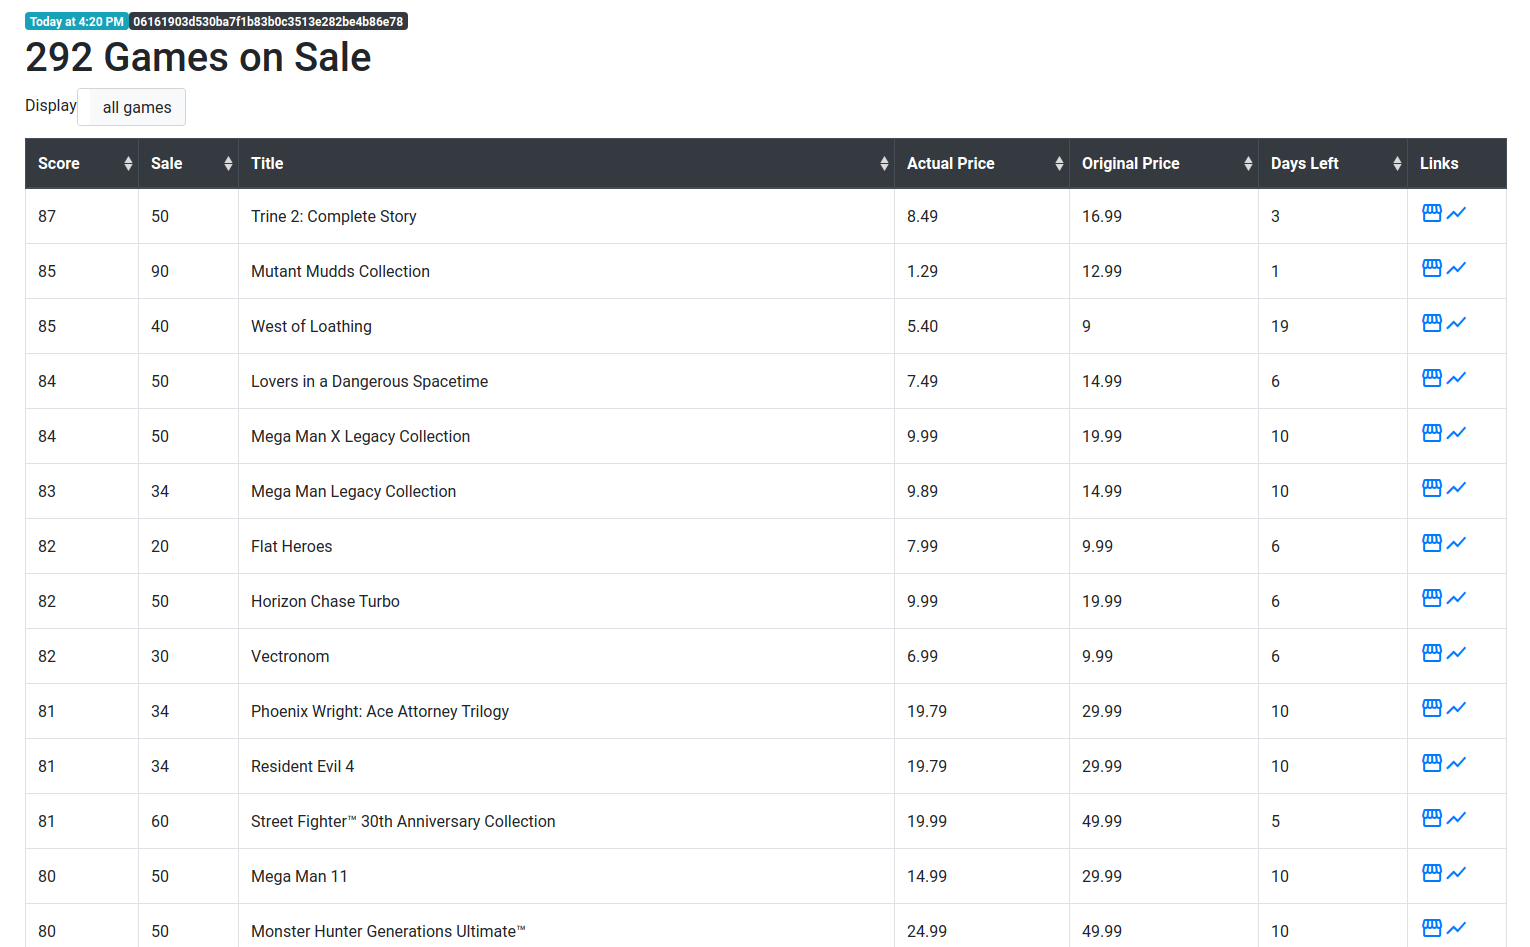 Today at 4:20 PM 06161903d530ba7f1b83b0c3513e282be4b86e78
292 Games on Sale
Display all games
Score Sale Title Actual Price Original Price Days Left Links
87 50 Trine 2: Complete Story 8.49 16.99 3
85 90 Mutant Mudds Collection 1.29 12.99 1
85 40 West of Loathing 5.40 9 19
84 50 Lovers in a Dangerous Spacetime 7.49 14.99 6
84 50 Mega Man X Legacy Collection 9.99 19.99 10
83 34 Mega Man Legacy Collection 9.89 14.99 10
82 20 Flat Heroes 7.99 9.99 6
82 50 Horizon Chase Turbo 9.99 19.99 6
82 30 Vectronom 6.99 9.99 6
81 34 Phoenix Wright: Ace Attorney Trilogy 19.79 29.99 10
81 34 Resident Evil 4 19.79 29.99 10
81 60 Street Fighter™ 30th Anniversary Collection 19.99 49.99 5
80 50 Mega Man 11 14.99 29.99 10
80 50 Monster Hunter Generations Ultimate™ 24.99 49.99 10